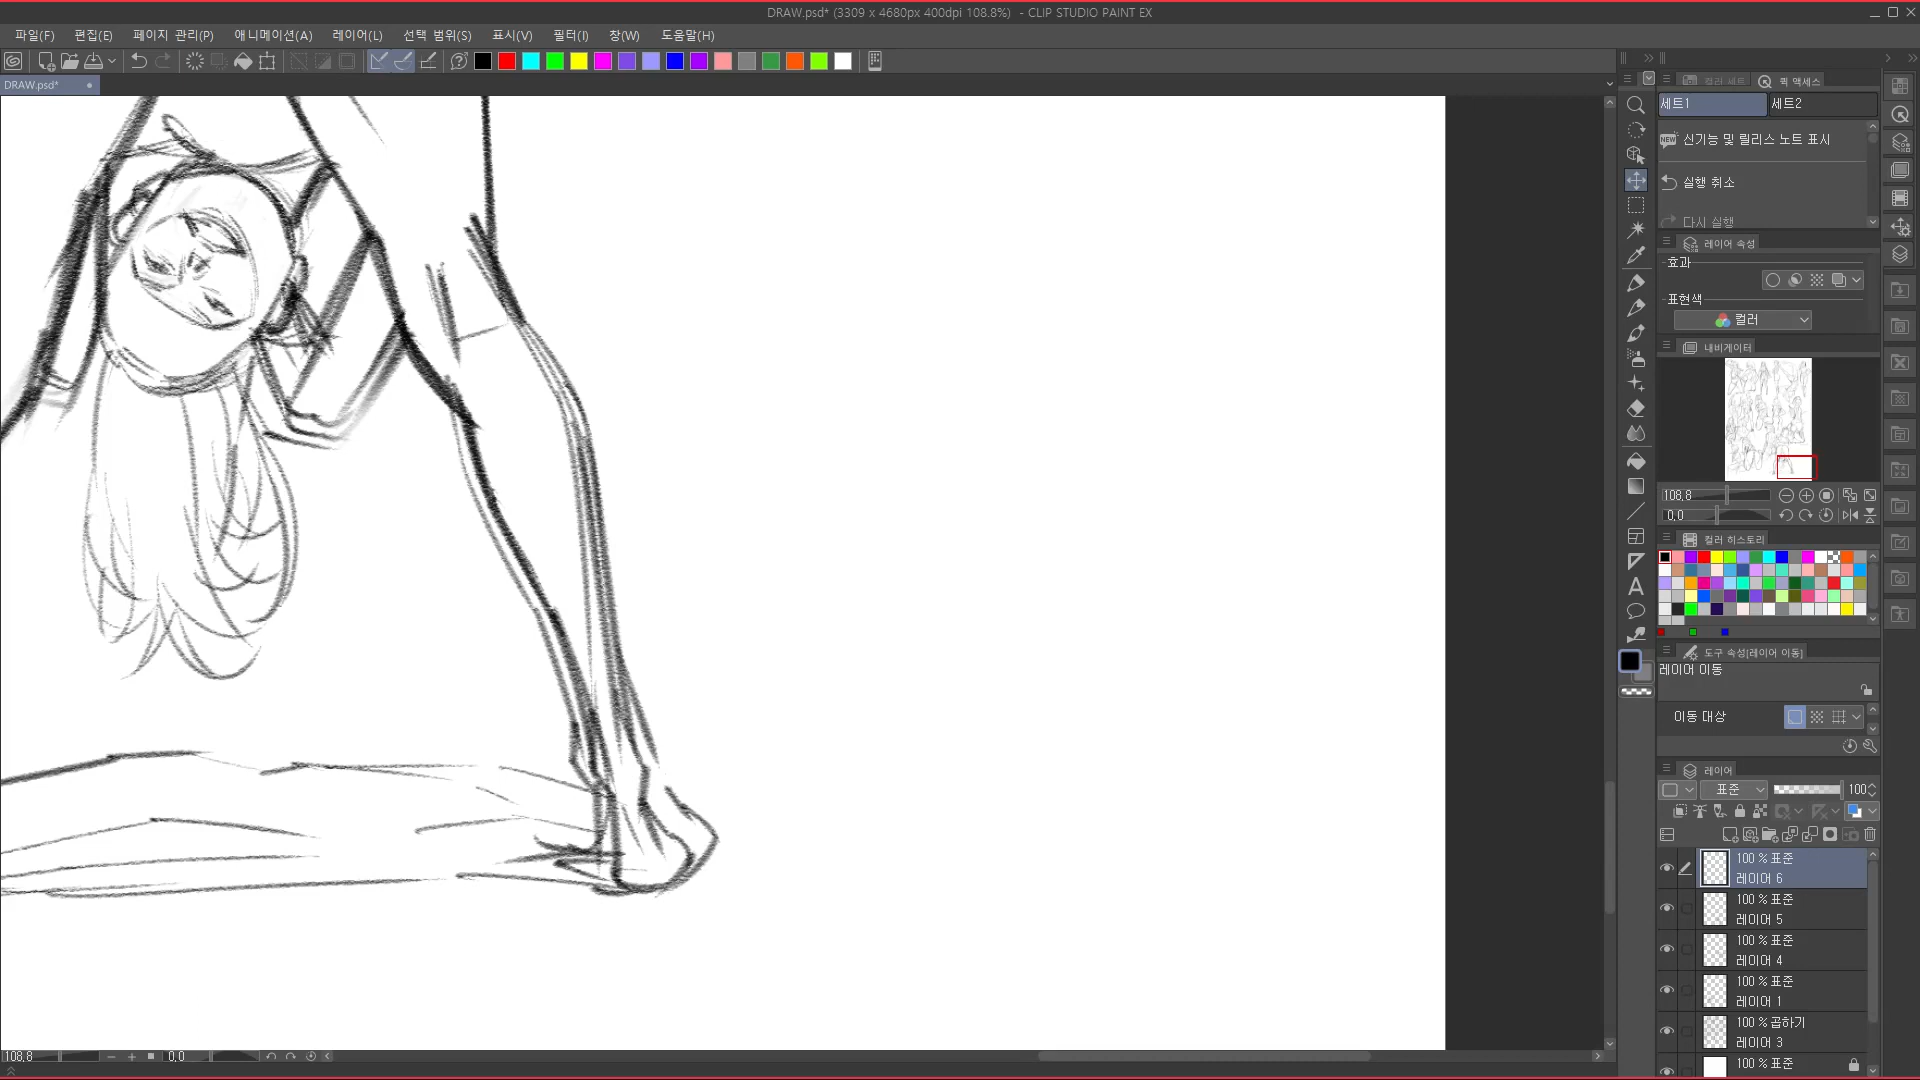 DRAW.psd* (3309 x 4680px 400dpi 108.8%)  - CLIP STUDIO PAINT EX
파일(F) 편집(E) 페이지 관리(P) 애니메이션(A) 레이어(L) 선택 범위(S) 표시(V) 필터(I) 창(W) 도움말(H)
DRAW.psd*
컬러 세트 퀵 액세스
세트1 세트2
NEW 신기능 및 릴리스 노트 표시
실행 취소
다시 실행
레이어 속성
효과
표현색
컬러
내비게이터
108.8
0.0
컬러 히스토리
도구 속성[레이어 이동]
레이어 이동
이동 대상
레이어
표준 100
100 % 표준
레이어 6
100 % 표준
레이어 5
100 % 표준
레이어 4
100 % 표준
레이어 1
100 % 곱하기
레이어 3
100 % 표준
108.8 0.0